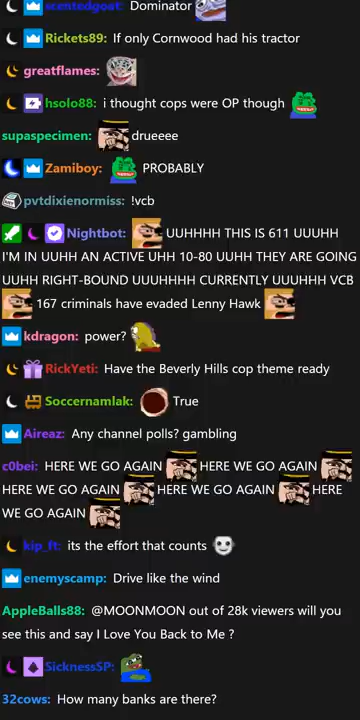 scentedgoat: Dominator
Rickets89: If only Cornwood had his tractor
greatflames:
hsolo88: i thought cops were OP though
supaspecimen: drueeee
Zamiboy: PROBABLY
pvtdixienormiss: !vcb
Nightbot: UUHHHH THIS IS 611 UUUHH
I'M IN UUHH AN ACTIVE UHH 10-80 UUHH THEY ARE GOING
UUHH RIGHT-BOUND UUUHHHH CURRENTLY UUUHH VCB
167 criminals have evaded Lenny Hawk
kdragon: power?
RickYeti: Have the Beverly Hills cop theme ready
Soccernamlak: True
Aireaz: Any channel polls? gambling
c0bei: HERE WE GO AGAIN HERE WE GO AGAIN
HERE WE GO AGAIN HERE WE GO AGAIN HERE
WE GO AGAIN
kip_ft: its the effort that counts
enemyscamp: Drive like the wind
AppleBalls88: @MOONMOON out of 28k viewers will you
see this and say I Love You Back to Me ?
SicknessSP:
32cows: How many banks are there?